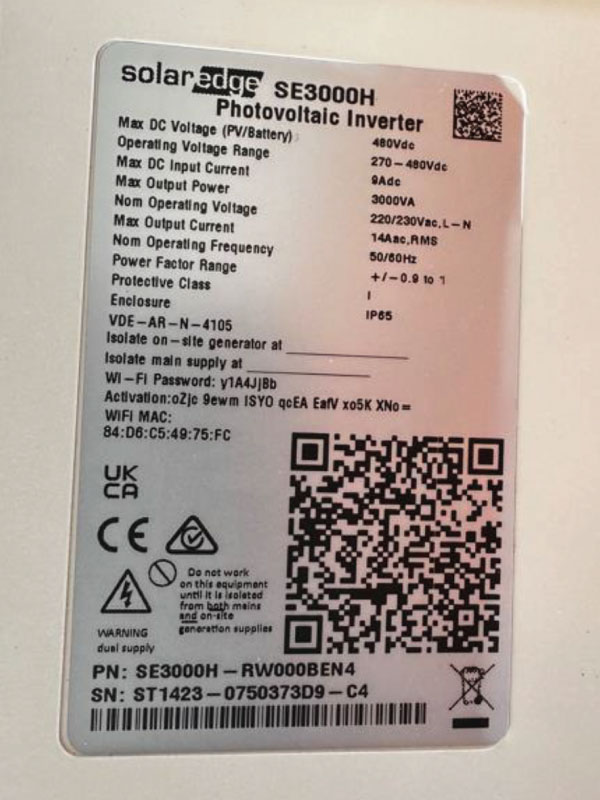 solaredge SE3000H
Photovoltaic Inverter
Max DC Voltage (PV/Battery) 480Vdc
Operating Voltage Range 270-480Vdc
Max DC Input Current 9Adc
Max Output Power 3000VA
Nom Operating Voltage 220/230Vac,L-N
Max Output Current 14Aac,RMS
Nom Operating Frequency 50/60Hz
Power Factor Range +/-0.9 to 1
Protective Class I
Enclosure IP65
VDE-AR-N-4105
Isolate on-site generator at
Isolate main supply at
Wi-Fi Password: y1A4JjBb
Activation:oZjc 9ewm ISYO qcEA EafV xo5K XNo=
WiFi MAC:
84:D6:C5:49:75:FC
UK
CA
CE
Do not work
on this equipment
until it is isolated
from both mains
and on-site
generation supplies
WARNING
dual supply
PN: SE3000H-RW000BEN4
SN: ST1423-0750373D9-C4